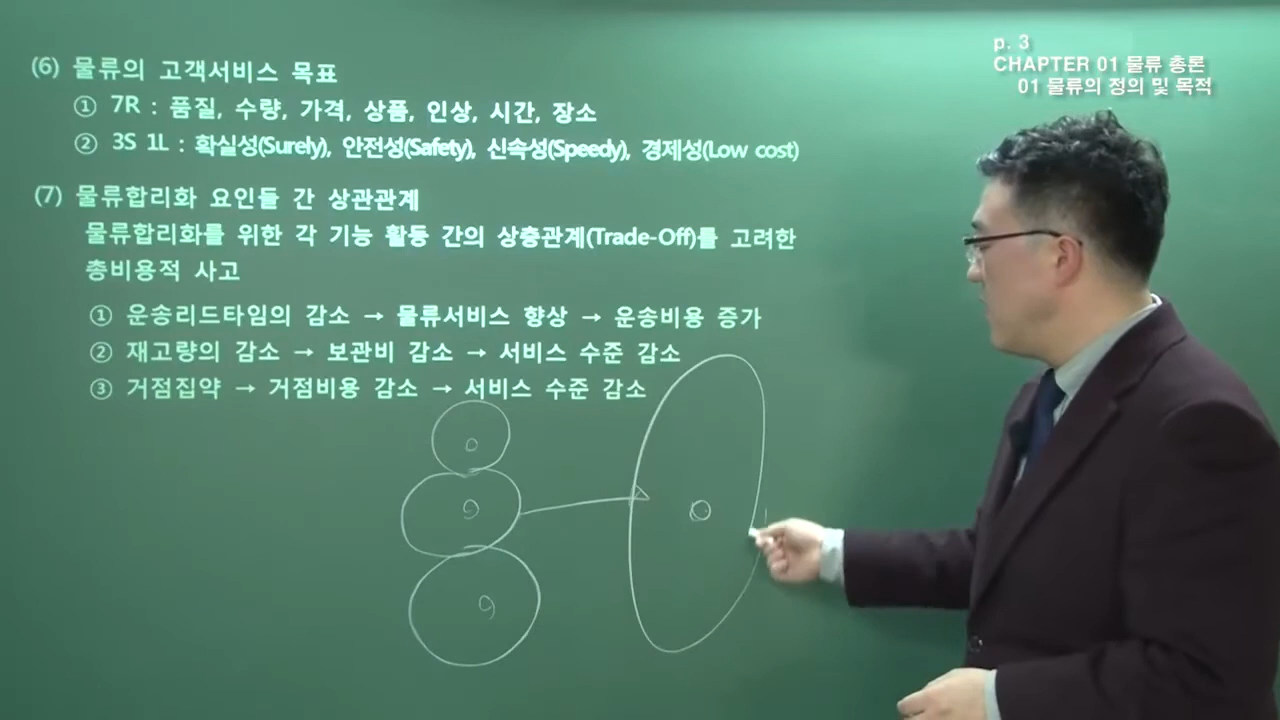 p. 3
CHAPTER 01 물류 총론
01 물류의 정의 및 목적
(6) 물류의 고객서비스 목표
① 7R : 품질, 수량, 가격, 상품, 인상, 시간, 장소
② 3S 1L : 확실성(Surely), 안전성(Safety), 신속성(Speedy), 경제성(Low cost)
(7) 물류합리화 요인들 간 상관관계
물류합리화를 위한 각 기능 활동 간의 상충관계(Trade-Off)를 고려한
총비용적 사고
① 운송리드타임의 감소 → 물류서비스 향상 → 운송비용 증가
② 재고량의 감소 → 보관비 감소 → 서비스 수준 감소
③ 거점집약 → 거점비용 감소 → 서비스 수준 감소